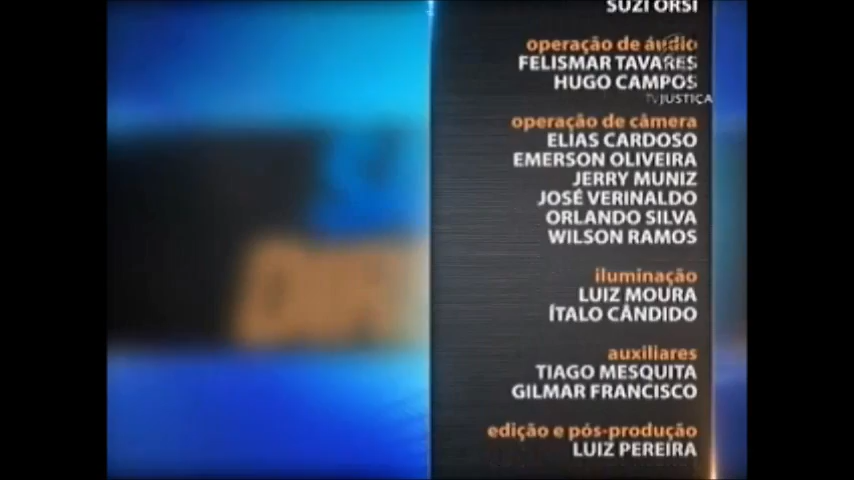 SUZI ORSI
operação de áudio
FELISMAR TAVARES
HUGO CAMPOS
TV JUSTIÇA
operação de câmera
ELIAS CARDOSO
EMERSON OLIVEIRA
JERRY MUNIZ
JOSÉ VERINALDO
ORLANDO SILVA
WILSON RAMOS
iluminação
LUIZ MOURA
ÍTALO CÂNDIDO
auxiliares
TIAGO MESQUITA
GILMAR FRANCISCO
edição e pós-produção
LUIZ PEREIRA